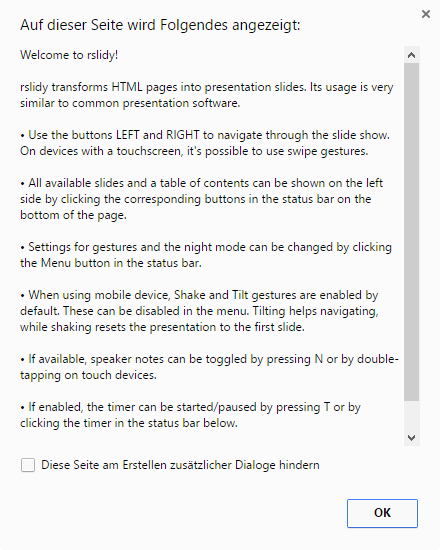 Auf dieser Seite wird Folgendes angezeigt:
Welcome to rslidy!
rslidy transforms HTML pages into presentation slides. Its usage is very
similar to common presentation software.
• Use the buttons LEFT and RIGHT to navigate through the slide show.
On devices with a touchscreen, it's possible to use swipe gestures.
• All available slides and a table of contents can be shown on the left
side by clicking the corresponding buttons in the status bar on the
bottom of the page.
• Settings for gestures and the night mode can be changed by clicking
the Menu button in the status bar.
• When using mobile device, Shake and Tilt gestures are enabled by
default. These can be disabled in the menu. Tilting helps navigating,
while shaking resets the presentation to the first slide.
• If available, speaker notes can be toggled by pressing N or by double-
tapping on touch devices.
• If enabled, the timer can be started/paused by pressing T or by
clicking the timer in the status bar below.
Diese Seite am Erstellen zusätzlicher Dialoge hindern
OK